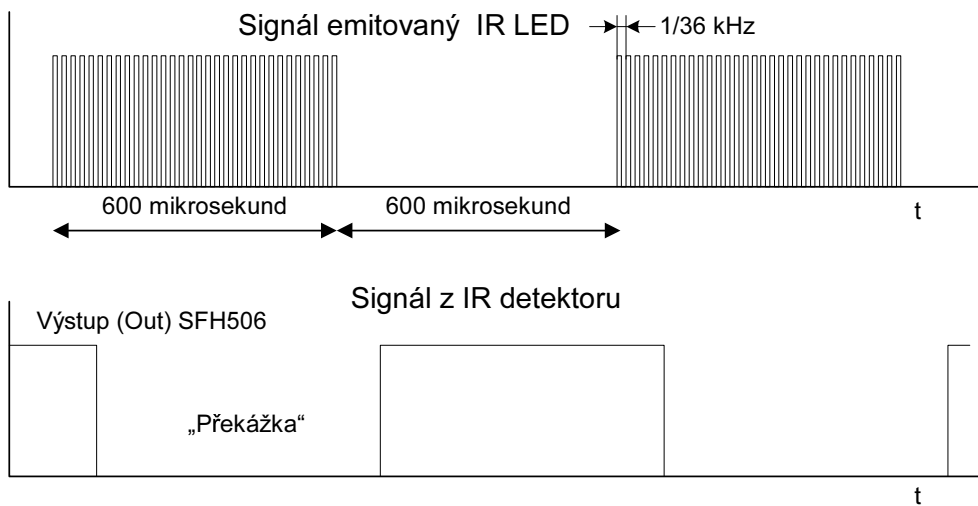 Signál emitovaný IR LED
1/36 kHz
600 mikrosekund
600 mikrosekund
t
Signál z IR detektoru
Výstup (Out) SFH506
„Překážka“
t